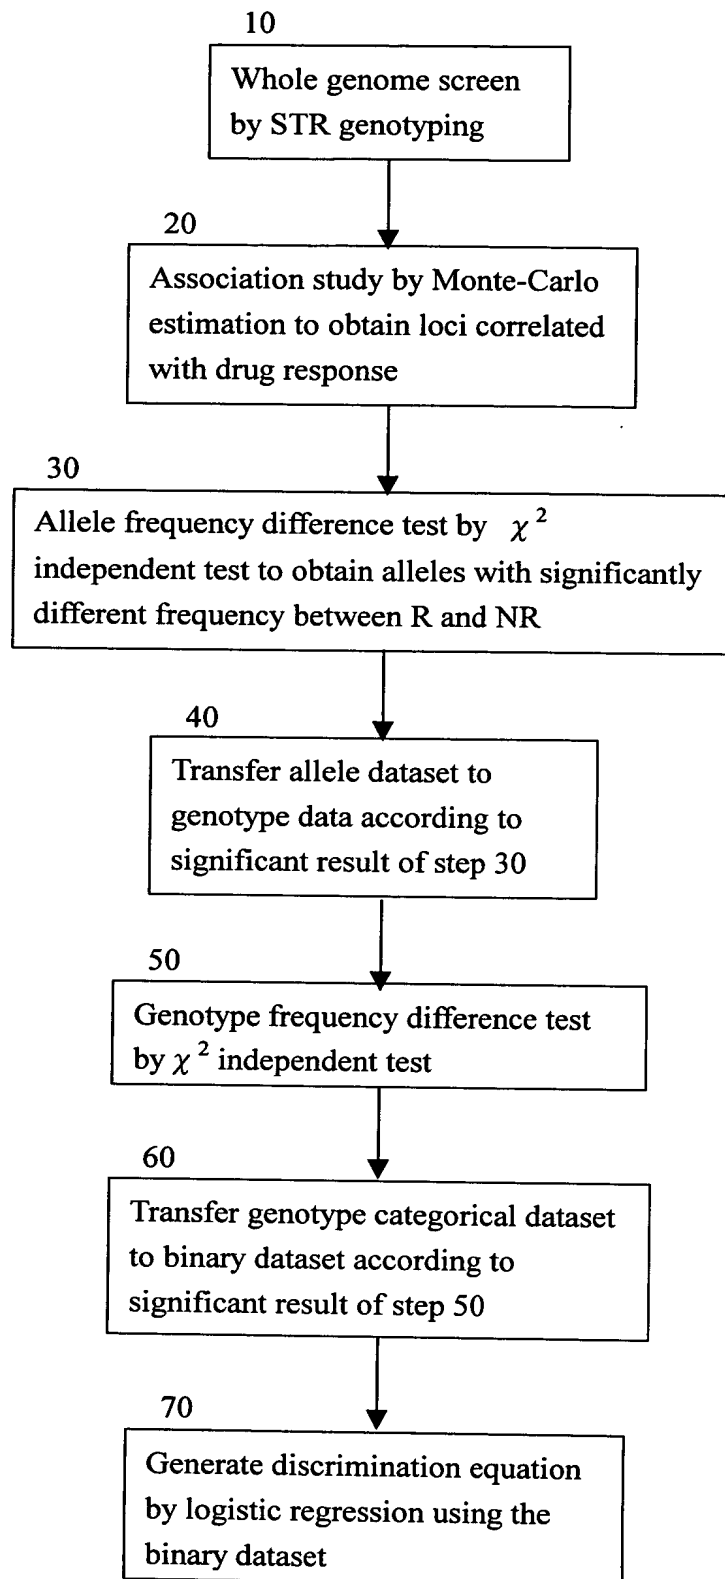 10
Whole genome screen
by STR genotyping
20
Association study by Monte-Carlo
estimation to obtain loci correlated
with drug response
30
Allele frequency difference test by χ²
independent test to obtain alleles with significantly
different frequency between R and NR
40
Transfer allele dataset to
genotype data according to
significant result of step 30
50
Genotype frequency difference test
by χ² independent test
60
Transfer genotype categorical dataset
to binary dataset according to
significant result of step 50
70
Generate discrimination equation
by logistic regression using the
binary dataset